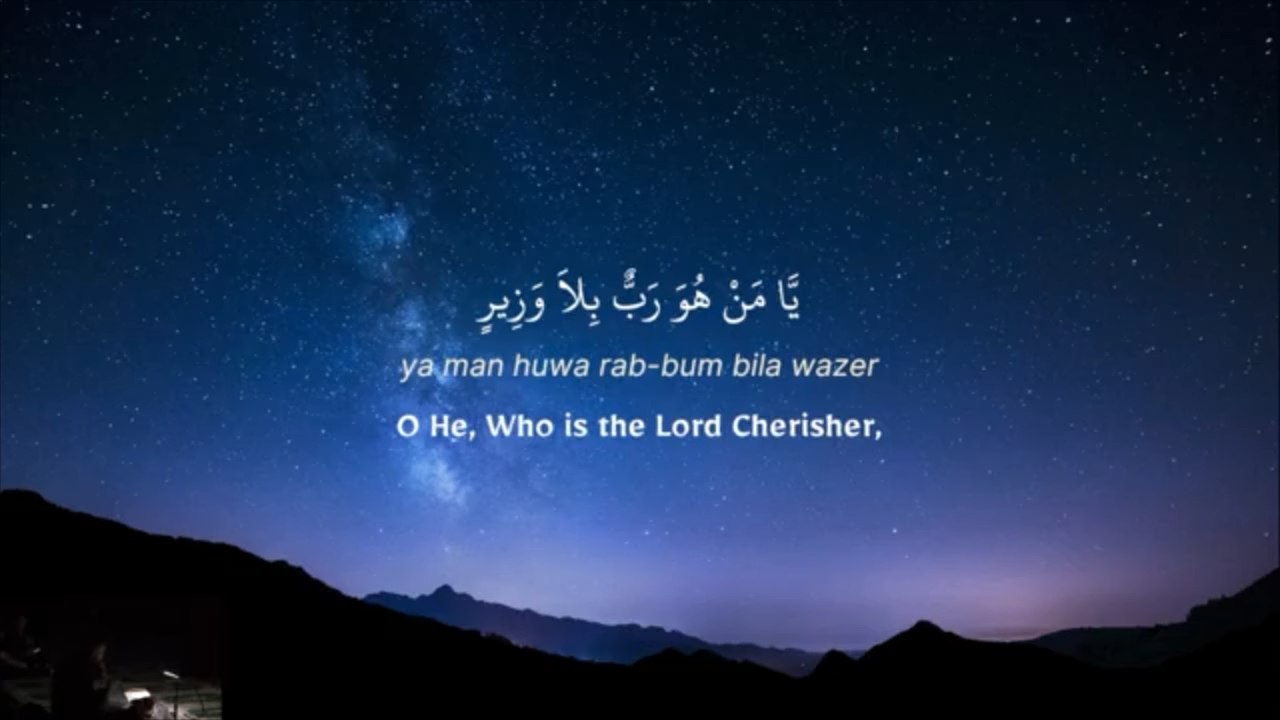 يَّا مَنْ هُوَ رَبٌّ بِلاَ وَزِيرٍ
ya man huwa rab-bum bila wazer
O He, Who is the Lord Cherisher,